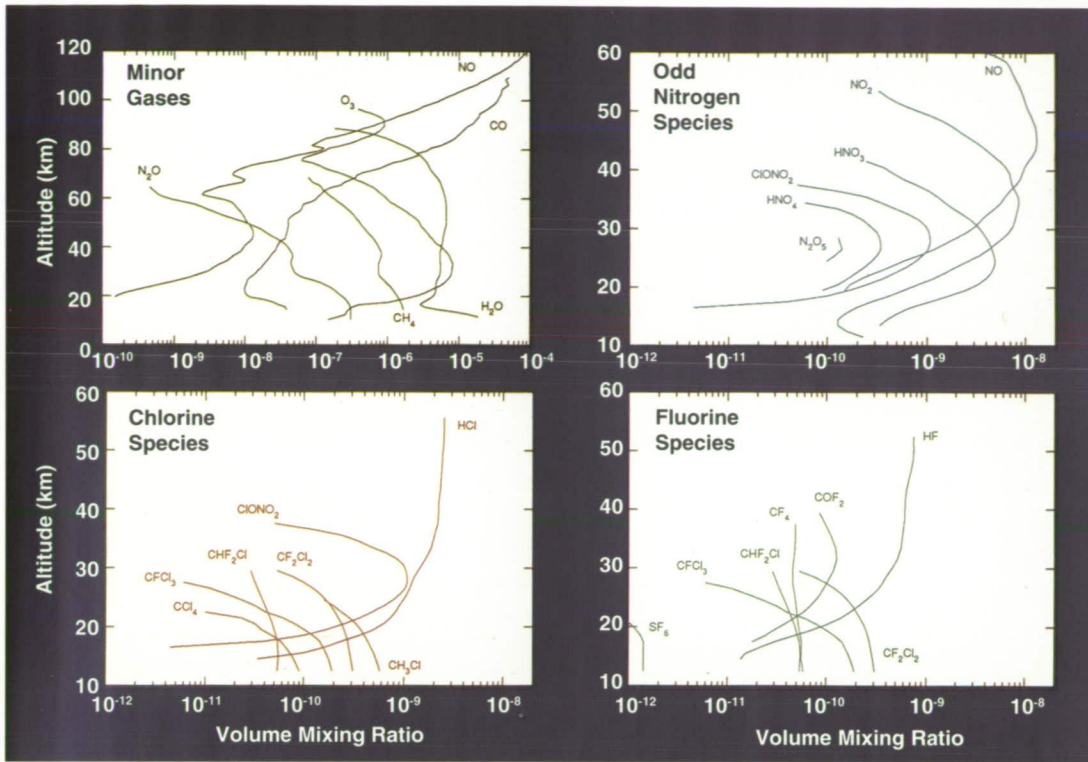 Minor
Gases
Altitude (km)
120
100
80
60
40
20
0
10⁻¹⁰
10⁻⁹
10⁻⁸
10⁻⁷
10⁻⁶
10⁻⁵
10⁻⁴
N₂O
O₃
NO
CO
CH₄
H₂O
Odd
Nitrogen
Species
60
50
40
30
20
10
10⁻¹²
10⁻¹¹
10⁻¹⁰
10⁻⁹
10⁻⁸
NO
NO₂
HNO₃
ClONO₂
HNO₄
N₂O₅
Chlorine
Species
Altitude (km)
60
50
40
30
20
10
10⁻¹²
10⁻¹¹
10⁻¹⁰
10⁻⁹
10⁻⁸
Volume Mixing Ratio
HCl
ClONO₂
CHF₂Cl
CF₂Cl₂
CFCl₃
CCl₄
CH₃Cl
Fluorine
Species
60
50
40
30
20
10
10⁻¹²
10⁻¹¹
10⁻¹⁰
10⁻⁹
10⁻⁸
Volume Mixing Ratio
HF
COF₂
CF₄
CHF₂Cl
CFCl₃
SF₆
CF₂Cl₂